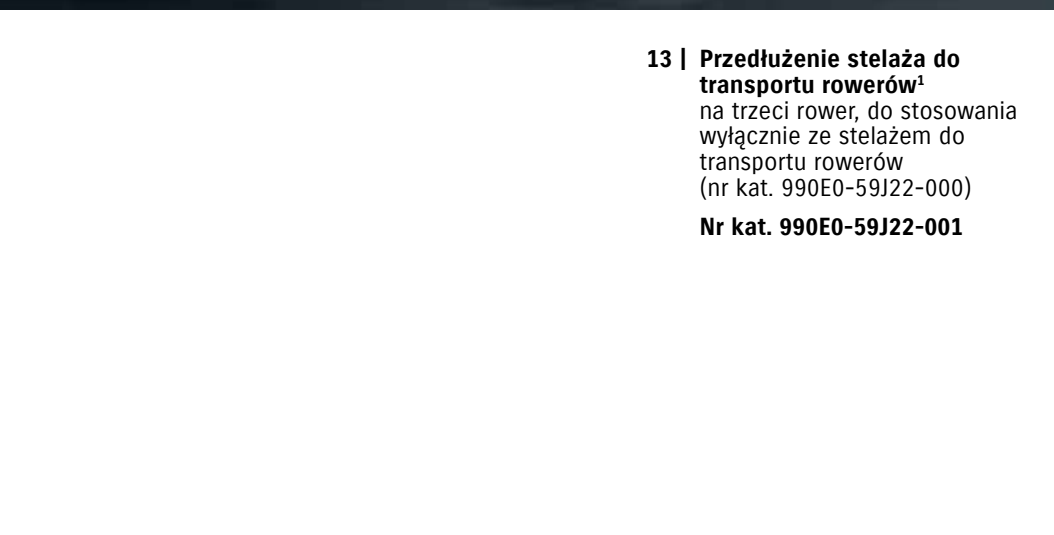 13 | Przedłużenie stelaża do
transportu rowerów¹
na trzeci rower, do stosowania
wyłącznie ze stelażem do
transportu rowerów
(nr kat. 990E0-59J22-000)
Nr kat. 990E0-59J22-001